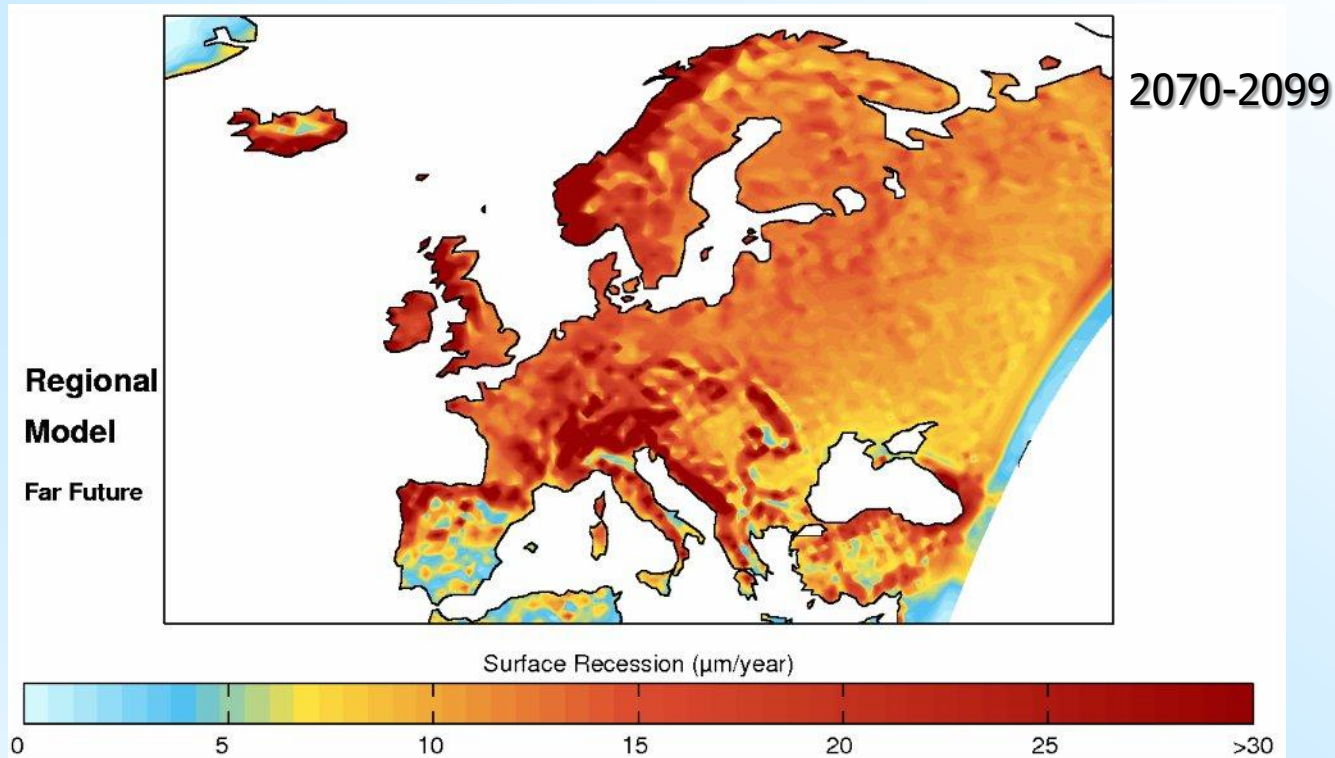 2070-2099
Regional
Model
Far Future
Surface Recession (µm/year)
0 5 10 15 20 25 >30